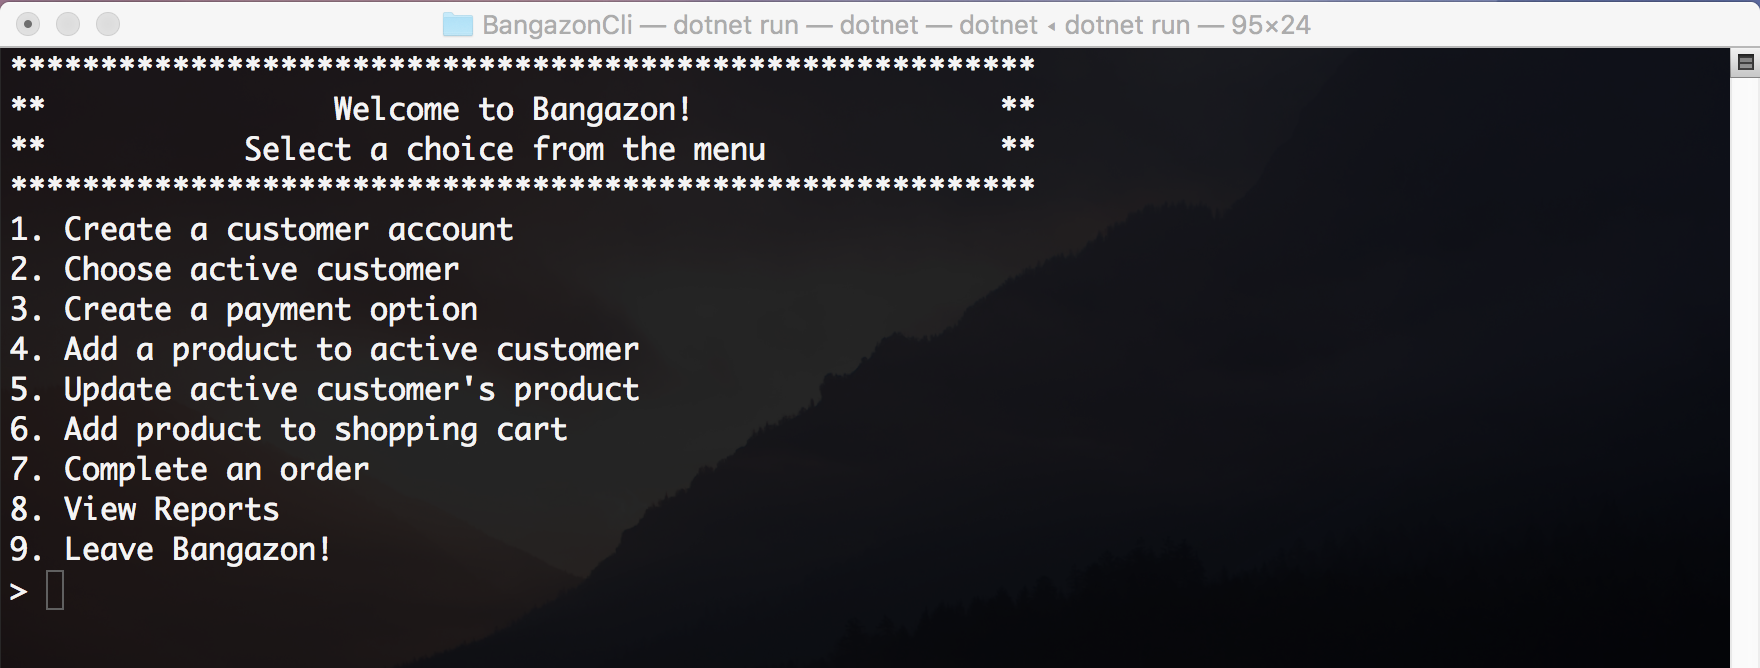 BangazonCli — dotnet run — dotnet — dotnet ◂ dotnet run — 95×24
*********************************************************
** Welcome to Bangazon! **
** Select a choice from the menu **
*********************************************************
1. Create a customer account
2. Choose active customer
3. Create a payment option
4. Add a product to active customer
5. Update active customer's product
6. Add product to shopping cart
7. Complete an order
8. View Reports
9. Leave Bangazon!
>